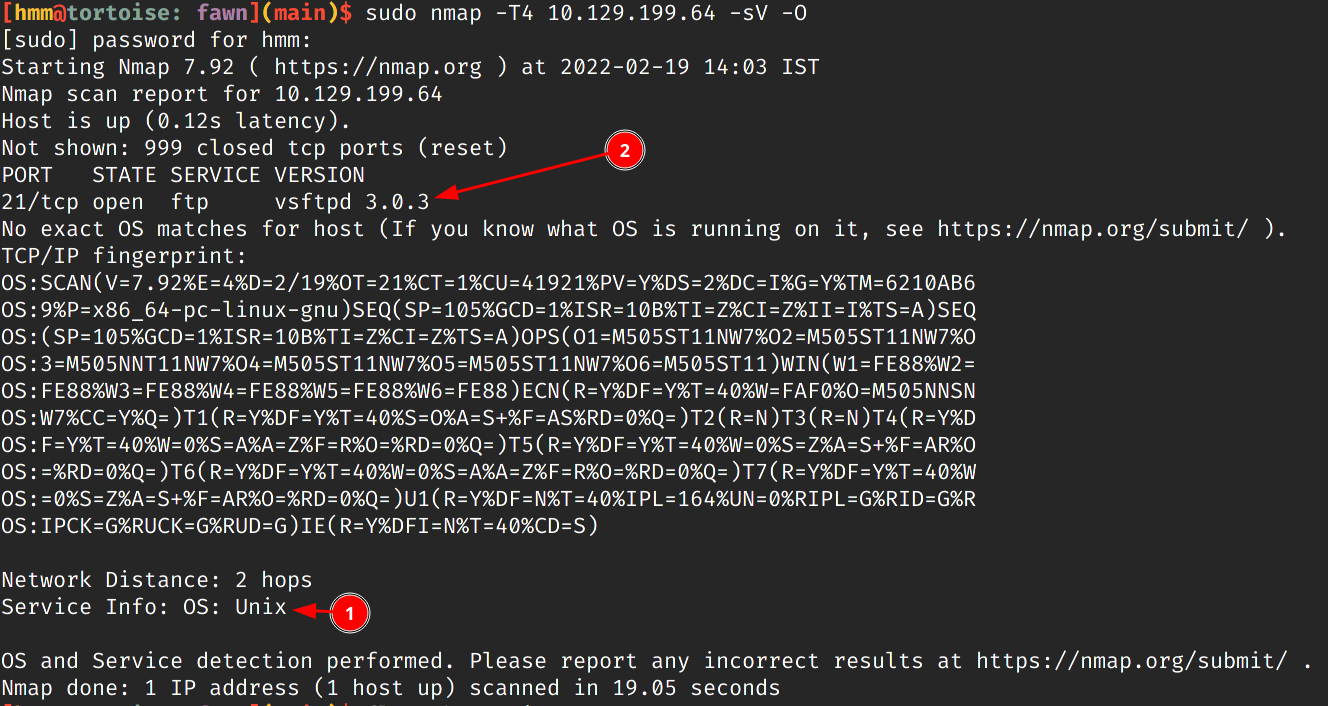 [hmm@tortoise: fawn](main)$ sudo nmap -T4 10.129.199.64 -sV -O
[sudo] password for hmm:
Starting Nmap 7.92 ( https://nmap.org ) at 2022-02-19 14:03 IST
Nmap scan report for 10.129.199.64
Host is up (0.12s latency).
Not shown: 999 closed tcp ports (reset)
2
PORT   STATE SERVICE VERSION
21/tcp open  ftp     vsftpd 3.0.3
No exact OS matches for host (If you know what OS is running on it, see https://nmap.org/submit/ ).
TCP/IP fingerprint:
OS:SCAN(V=7.92%E=4%D=2/19%OT=21%CT=1%CU=41921%PV=Y%DS=2%DC=I%G=Y%TM=6210AB6
OS:9%P=x86_64-pc-linux-gnu)SEQ(SP=105%GCD=1%ISR=10B%TI=Z%CI=Z%II=I%TS=A)SEQ
OS:(SP=105%GCD=1%ISR=10B%TI=Z%CI=Z%TS=A)OPS(O1=M505ST11NW7%O2=M505ST11NW7%O
OS:3=M505NNT11NW7%O4=M505ST11NW7%O5=M505ST11NW7%O6=M505ST11)WIN(W1=FE88%W2=
OS:FE88%W3=FE88%W4=FE88%W5=FE88%W6=FE88)ECN(R=Y%DF=Y%T=40%W=FAF0%O=M505NNSN
OS:W7%CC=Y%Q=)T1(R=Y%DF=Y%T=40%S=O%A=S+%F=AS%RD=0%Q=)T2(R=N)T3(R=N)T4(R=Y%D
OS:F=Y%T=40%W=0%S=A%A=Z%F=R%O=%RD=0%Q=)T5(R=Y%DF=Y%T=40%W=0%S=Z%A=S+%F=AR%O
OS:=%RD=0%Q=)T6(R=Y%DF=Y%T=40%W=0%S=A%A=Z%F=R%O=%RD=0%Q=)T7(R=Y%DF=Y%T=40%W
OS:=0%S=Z%A=S+%F=AR%O=%RD=0%Q=)U1(R=Y%DF=N%T=40%IPL=164%UN=0%RIPL=G%RID=G%R
OS:IPCK=G%RUCK=G%RUD=G)IE(R=Y%DFI=N%T=40%CD=S)
Network Distance: 2 hops
Service Info: OS: Unix
1
OS and Service detection performed. Please report any incorrect results at https://nmap.org/submit/ .
Nmap done: 1 IP address (1 host up) scanned in 19.05 seconds